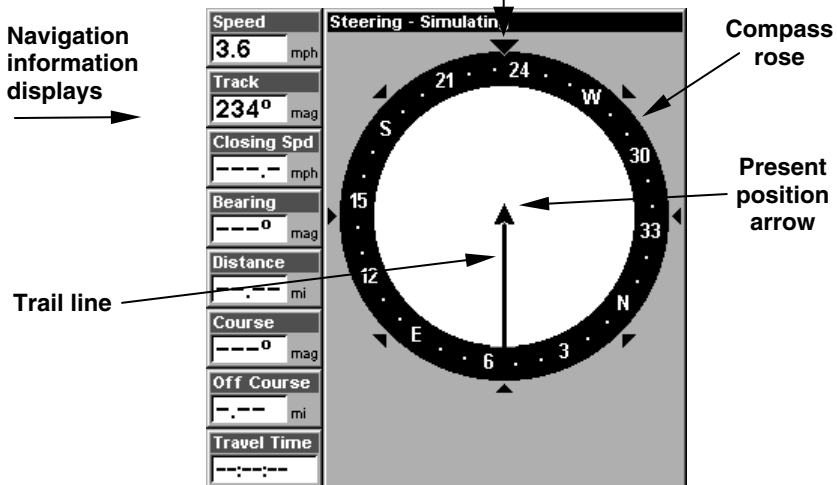 Navigation
information
displays
Speed
3.6 mph
Track
234º mag
Closing Spd
---.- mph
Bearing
---º mag
Distance
--.-- mi
Course
---º mag
Off Course
-.-- mi
Travel Time
--:--:--
Steering - Simulating
21
24
W
30
33
N
3
6
E
12
15
S
Compass
rose
Present
position
arrow
Trail line